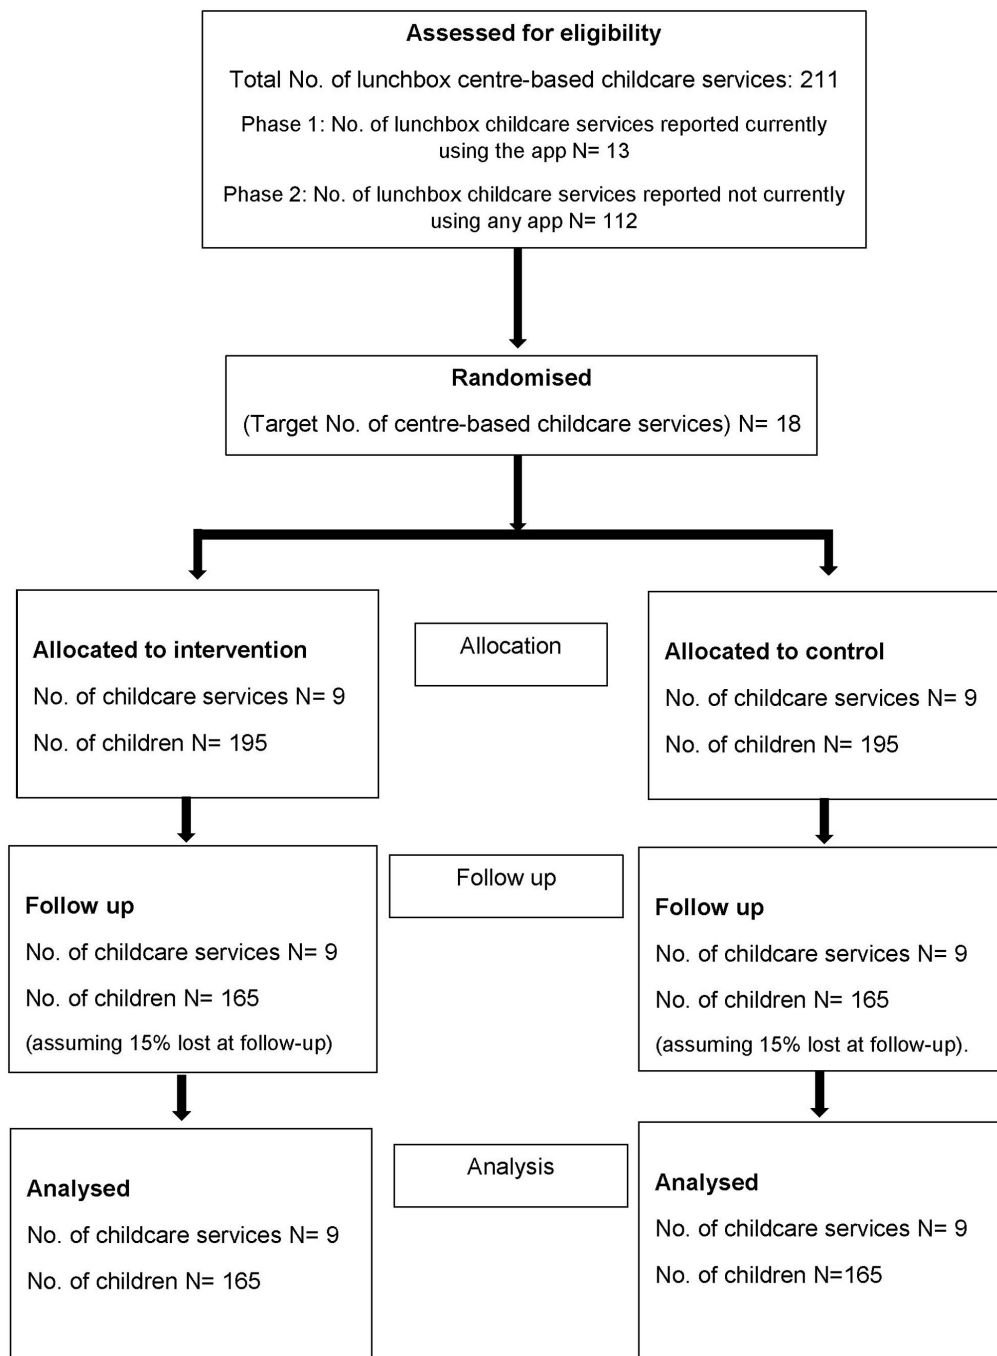 Assessed for eligibility
Total No. of lunchbox centre-based childcare services: 211
Phase 1: No. of lunchbox childcare services reported currently
using the app N= 13
Phase 2: No. of lunchbox childcare services reported not currently
using any app N= 112
Randomised
(Target No. of centre-based childcare services) N= 18
Allocated to intervention
No. of childcare services N= 9
No. of children N= 195
Allocation
Allocated to control
No. of childcare services N= 9
No. of children N= 195
Follow up
No. of childcare services N= 9
No. of children N= 165
(assuming 15% lost at follow-up)
Follow up
Follow up
No. of childcare services N= 9
No. of children N= 165
(assuming 15% lost at follow-up).
Analysed
No. of childcare services N= 9
No. of children N= 165
Analysis
Analysed
No. of childcare services N= 9
No. of children N=165